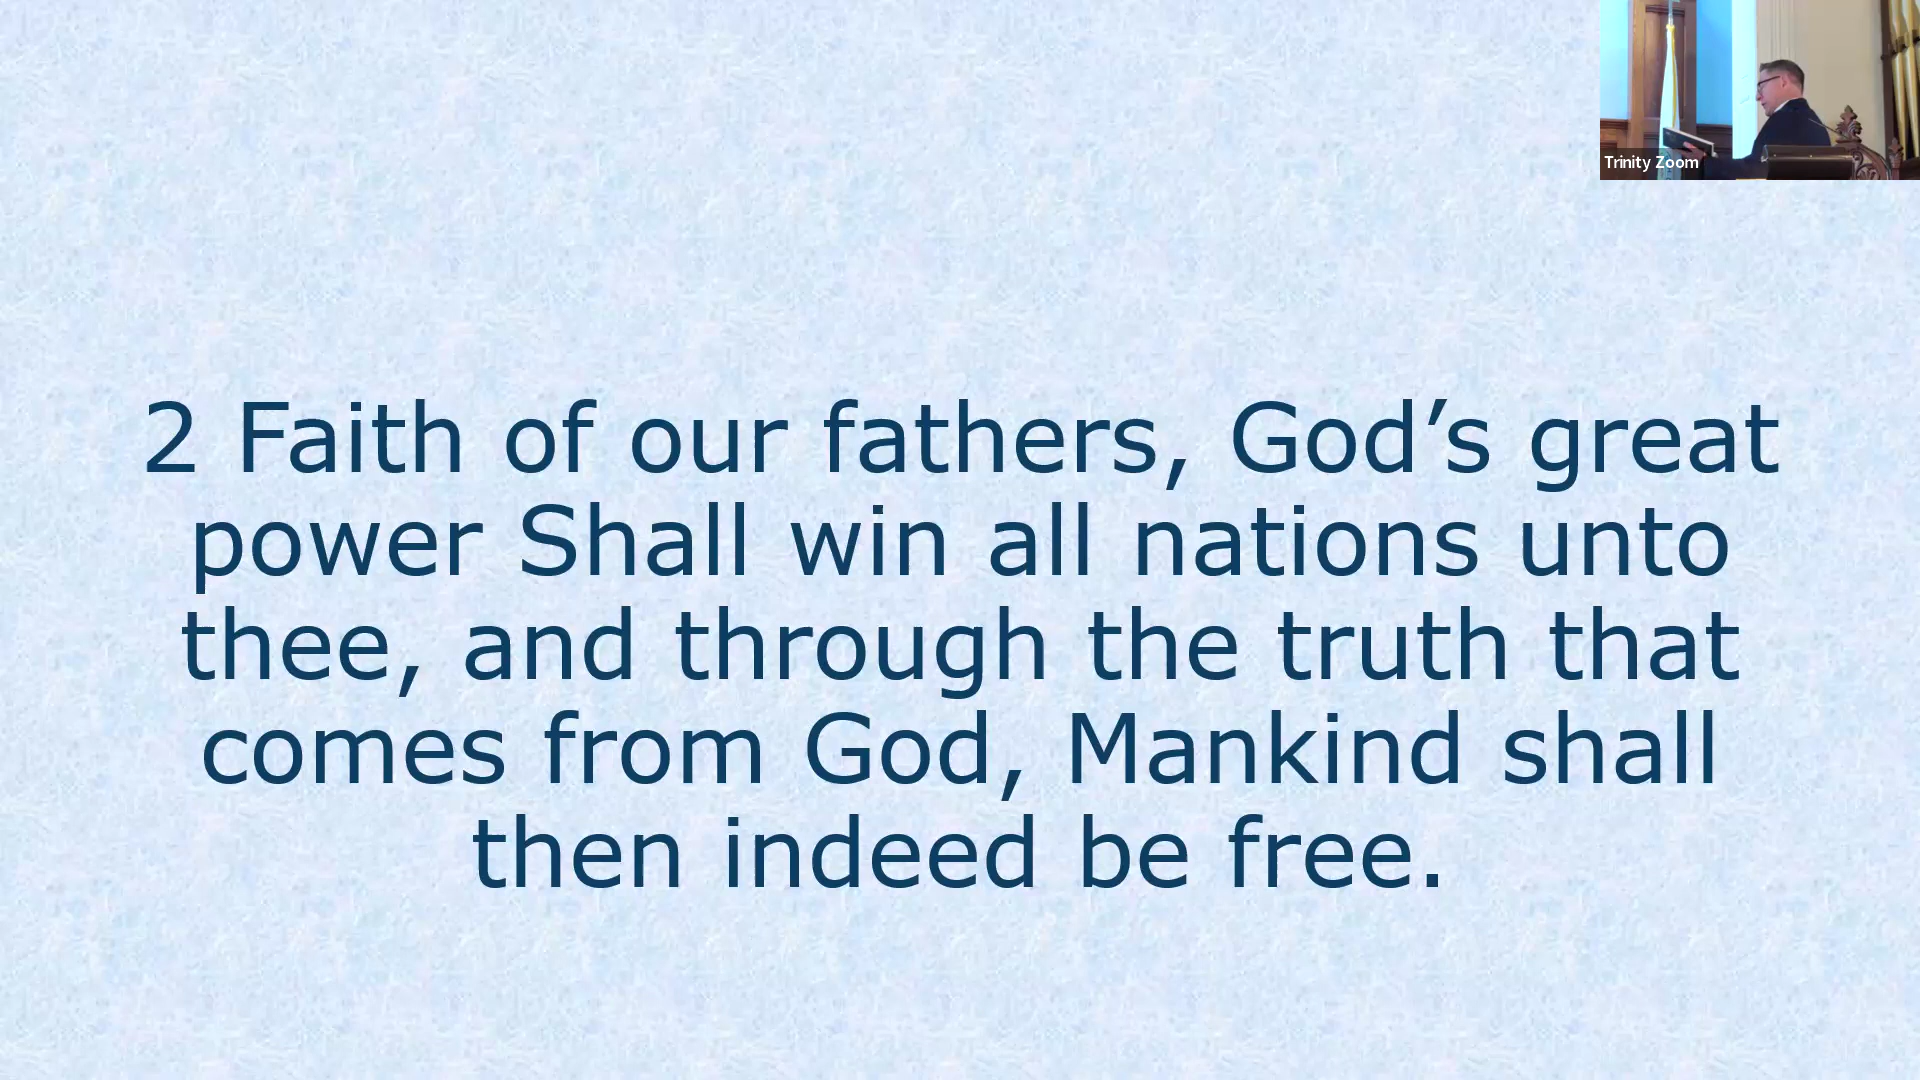 Trinity Zoom
2 Faith of our fathers, God’s great
power Shall win all nations unto
thee, and through the truth that
comes from God, Mankind shall
then indeed be free.